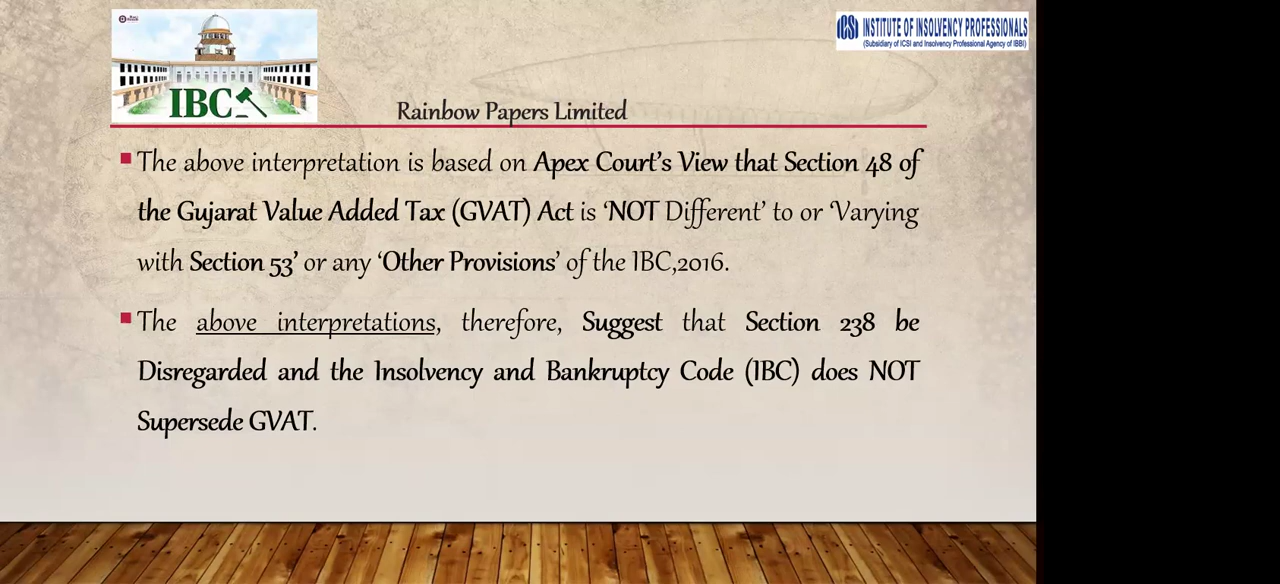 IBC
ICSI INSTITUTE OF INSOLVENCY PROFESSIONALS
(Subsidiary of ICSI and Insolvency Professional Agency of IBBI)
Rainbow Papers Limited
The above interpretation is based on Apex Court’s View that Section 48 of
the Gujarat Value Added Tax (GVAT) Act is ‘NOT Different’ to or ‘Varying
with Section 53’ or any ‘Other Provisions’ of the IBC,2016.
The above interpretations, therefore, Suggest that Section 238 be
Disregarded and the Insolvency and Bankruptcy Code (IBC) does NOT
Supersede GVAT.